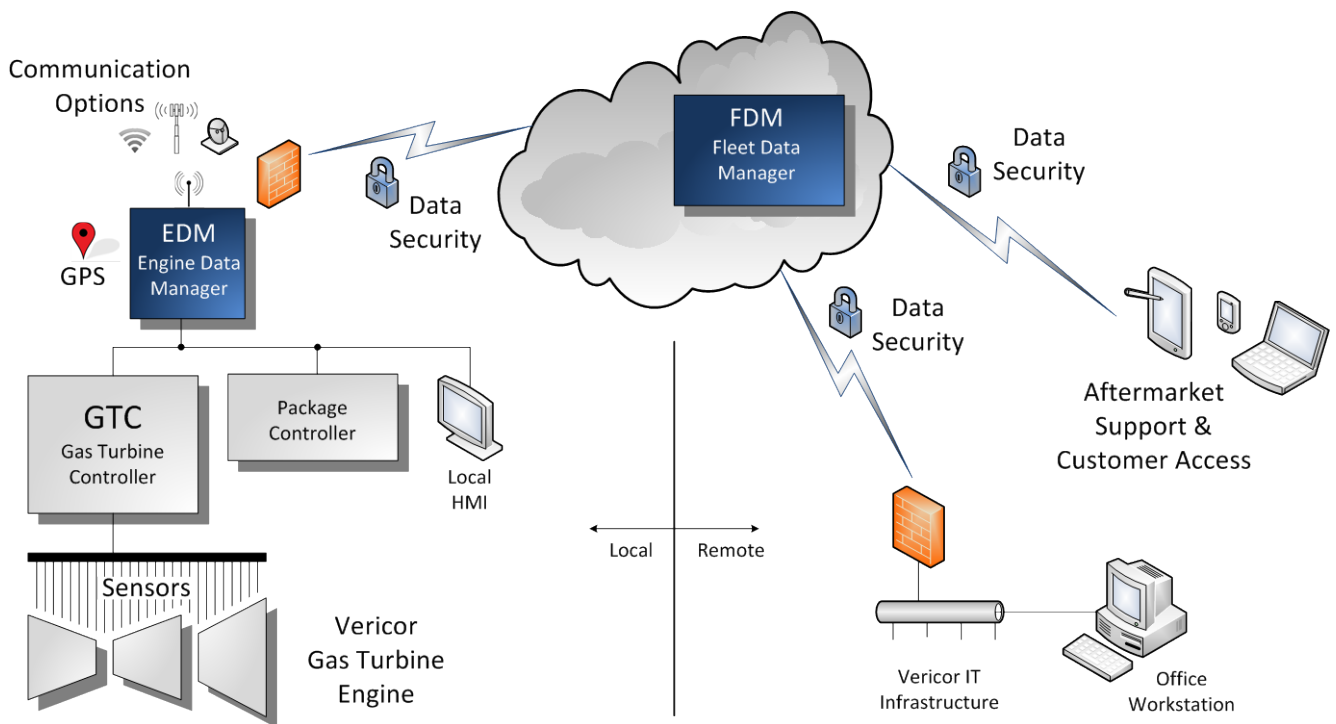 Communication
Options
FDM
Fleet Data
Manager
Data
Security
Data
Security
EDM
Engine Data
Manager
GPS
Data
Security
GTC
Gas Turbine
Controller
Package
Controller
Local
HMI
Aftermarket
Support &
Customer Access
Local
Remote
Sensors
Vericor
Gas Turbine
Engine
Vericor IT
Infrastructure
Office
Workstation